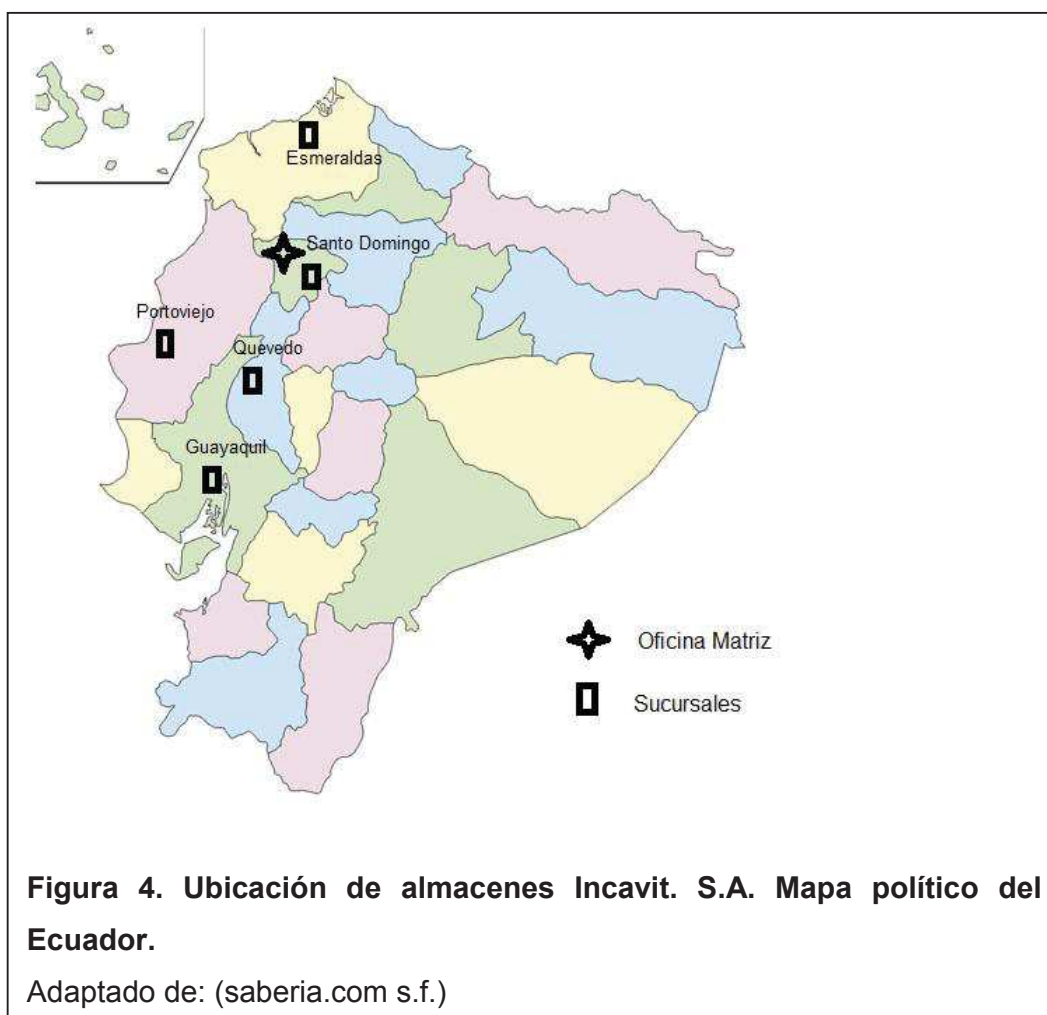 Esmeraldas
Santo Domingo
Portoviejo
Quevedo
Guayaquil
Oficina Matriz
Sucursales
Figura 4. Ubicación de almacenes Incavit. S.A. Mapa político del
Ecuador.
Adaptado de: (saberia.com s.f.)